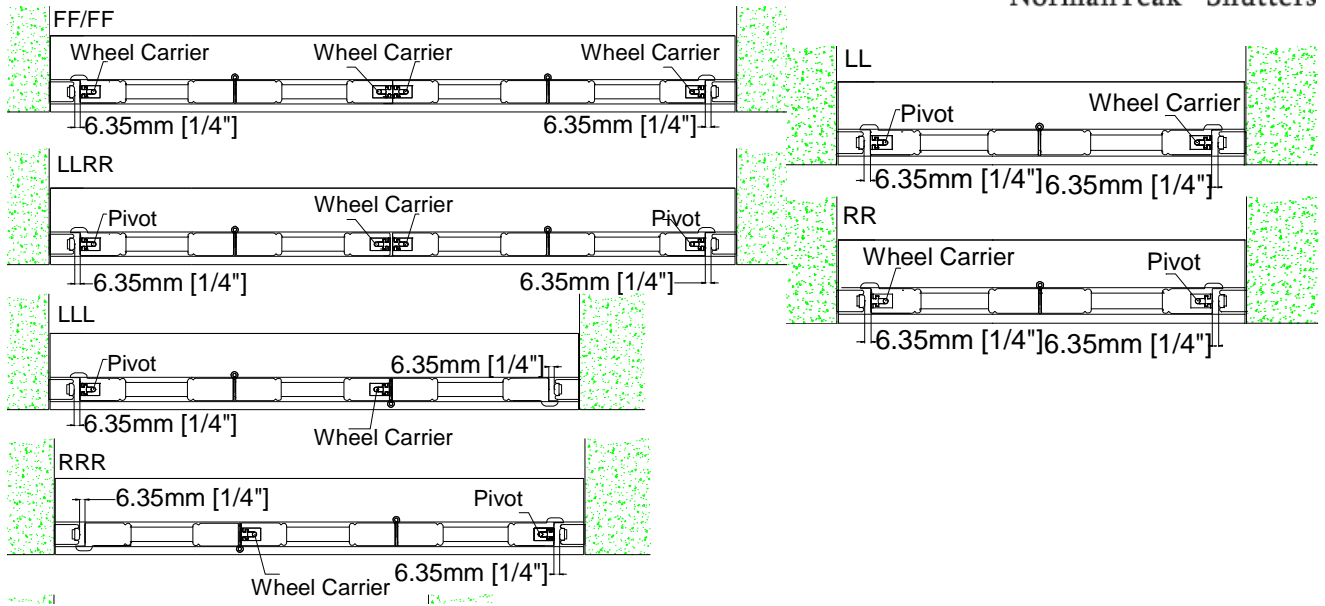 NormanTeak Shutters
FF/FF
Wheel Carrier Wheel Carrier Wheel Carrier
6.35mm [1/4"] 6.35mm [1/4"]
LLRR
Pivot Wheel Carrier Pivot
6.35mm [1/4"] 6.35mm [1/4"]
LLL
Pivot 6.35mm [1/4"]
6.35mm [1/4"] Wheel Carrier
RRR
6.35mm [1/4"] Pivot
Wheel Carrier 6.35mm [1/4"]
LL
Pivot Wheel Carrier
6.35mm [1/4"] 6.35mm [1/4"]
RR
Wheel Carrier Pivot
6.35mm [1/4"] 6.35mm [1/4"]